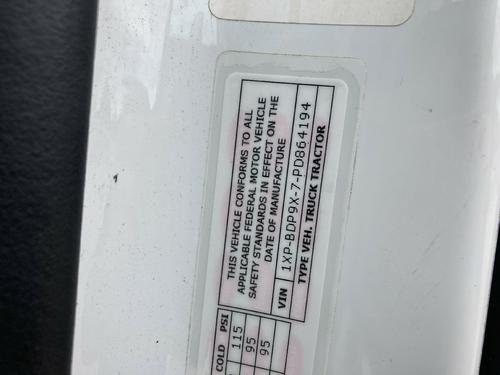 THIS VEHICLE CONFORMS TO ALL
APPLICABLE FEDERAL MOTOR VEHICLE
SAFETY STANDARDS IN EFFECT ON THE
DATE OF MANUFACTURE
VIN 1XP-BDP9X-7-PD864194
TYPE VEH. TRUCK TRACTOR
COLD PSI
115
95
95